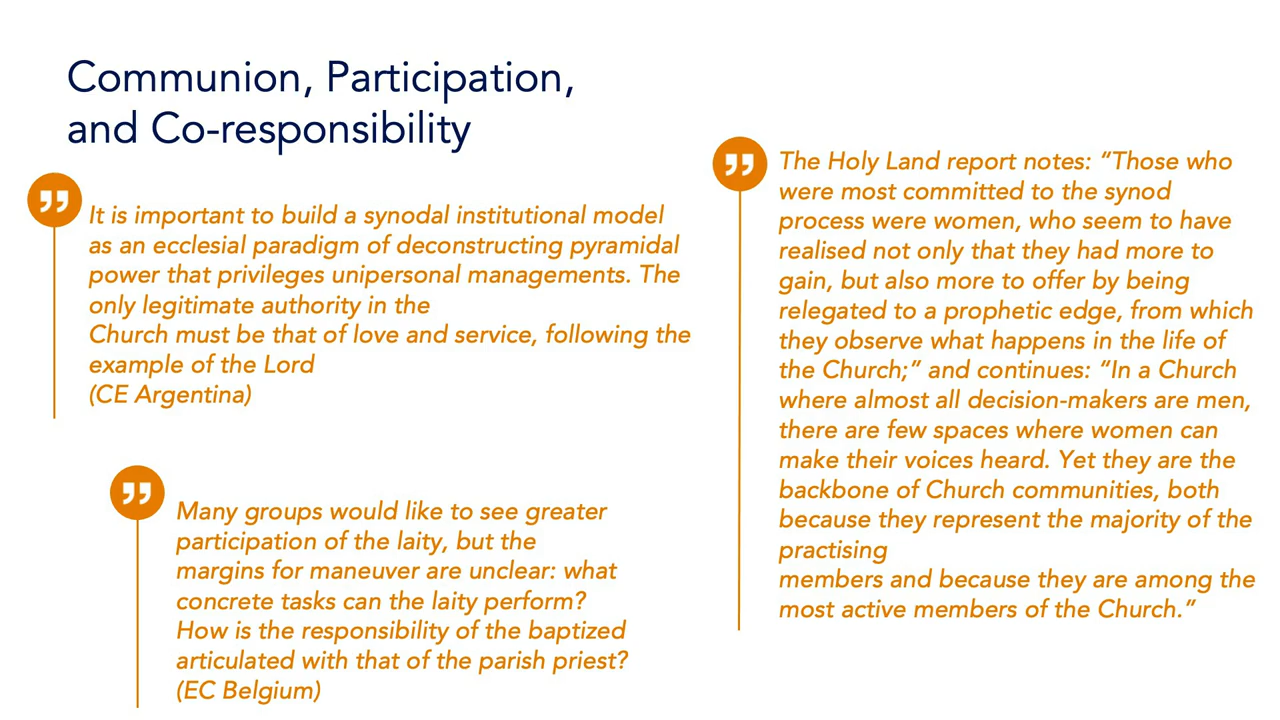 Communion, Participation,
and Co-responsibility
It is important to build a synodal institutional model
as an ecclesial paradigm of deconstructing pyramidal
power that privileges unipersonal managements. The
only legitimate authority in the
Church must be that of love and service, following the
example of the Lord
(CE Argentina)
Many groups would like to see greater
participation of the laity, but the
margins for maneuver are unclear: what
concrete tasks can the laity perform?
How is the responsibility of the baptized
articulated with that of the parish priest?
(EC Belgium)
The Holy Land report notes: “Those who
were most committed to the synod
process were women, who seem to have
realised not only that they had more to
gain, but also more to offer by being
relegated to a prophetic edge, from which
they observe what happens in the life of
the Church;” and continues: “In a Church
where almost all decision-makers are men,
there are few spaces where women can
make their voices heard. Yet they are the
backbone of Church communities, both
because they represent the majority of the
practising
members and because they are among the
most active members of the Church.”